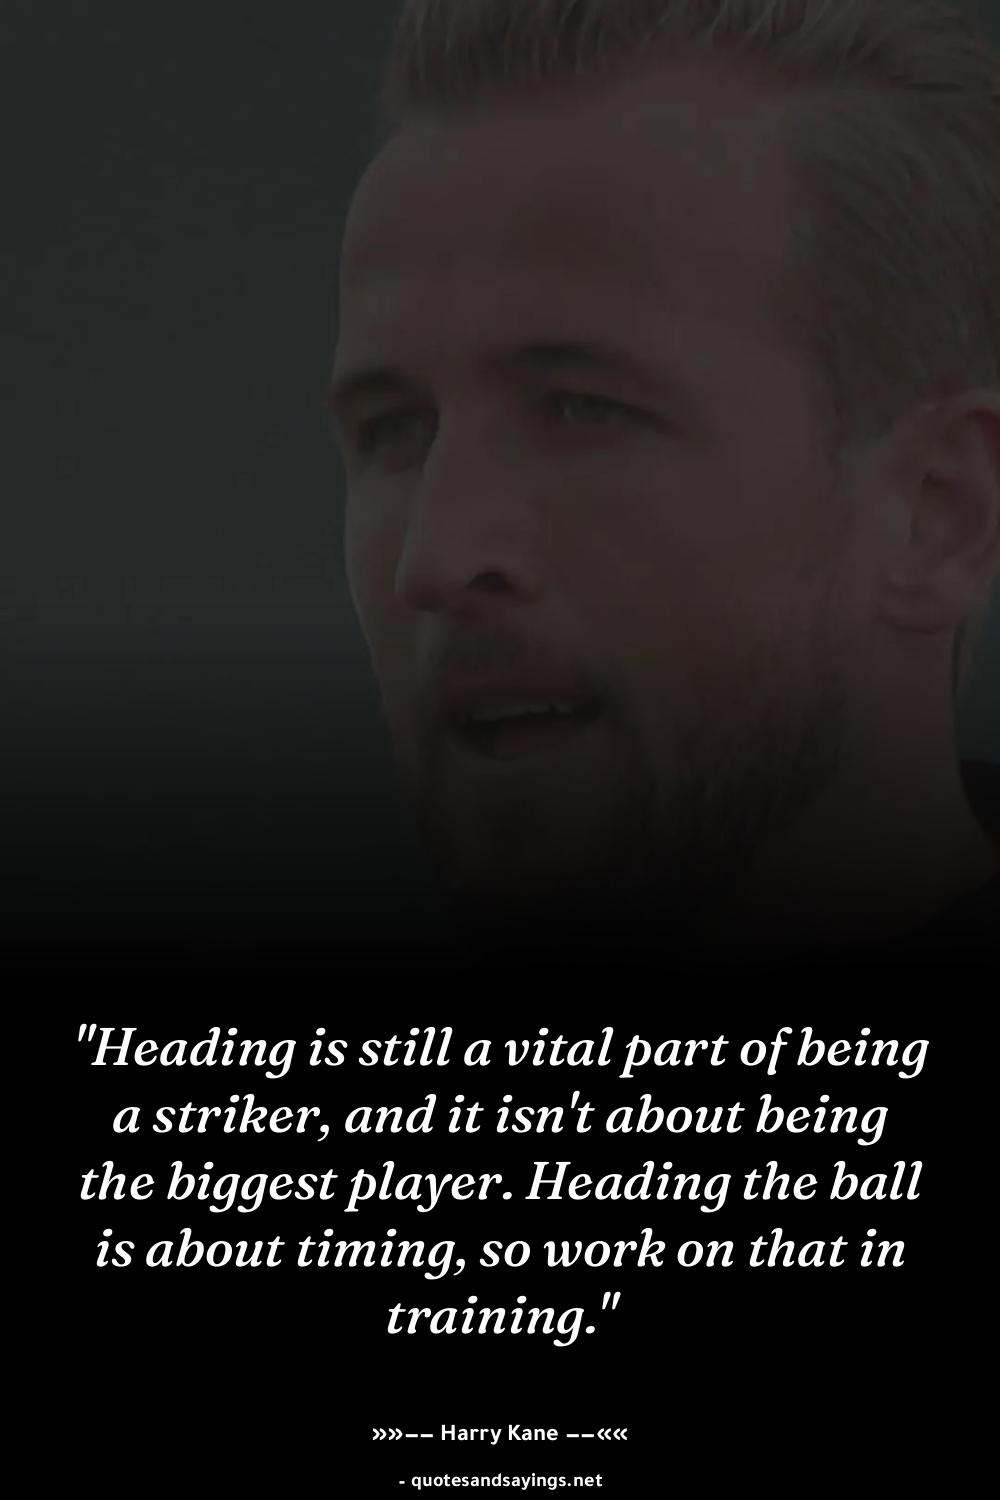 "Heading is still a vital part of being
a striker, and it isn't about being
the biggest player. Heading the ball
is about timing, so work on that in
training."
»»−− Harry Kane −−««
- quotesandsayings.net